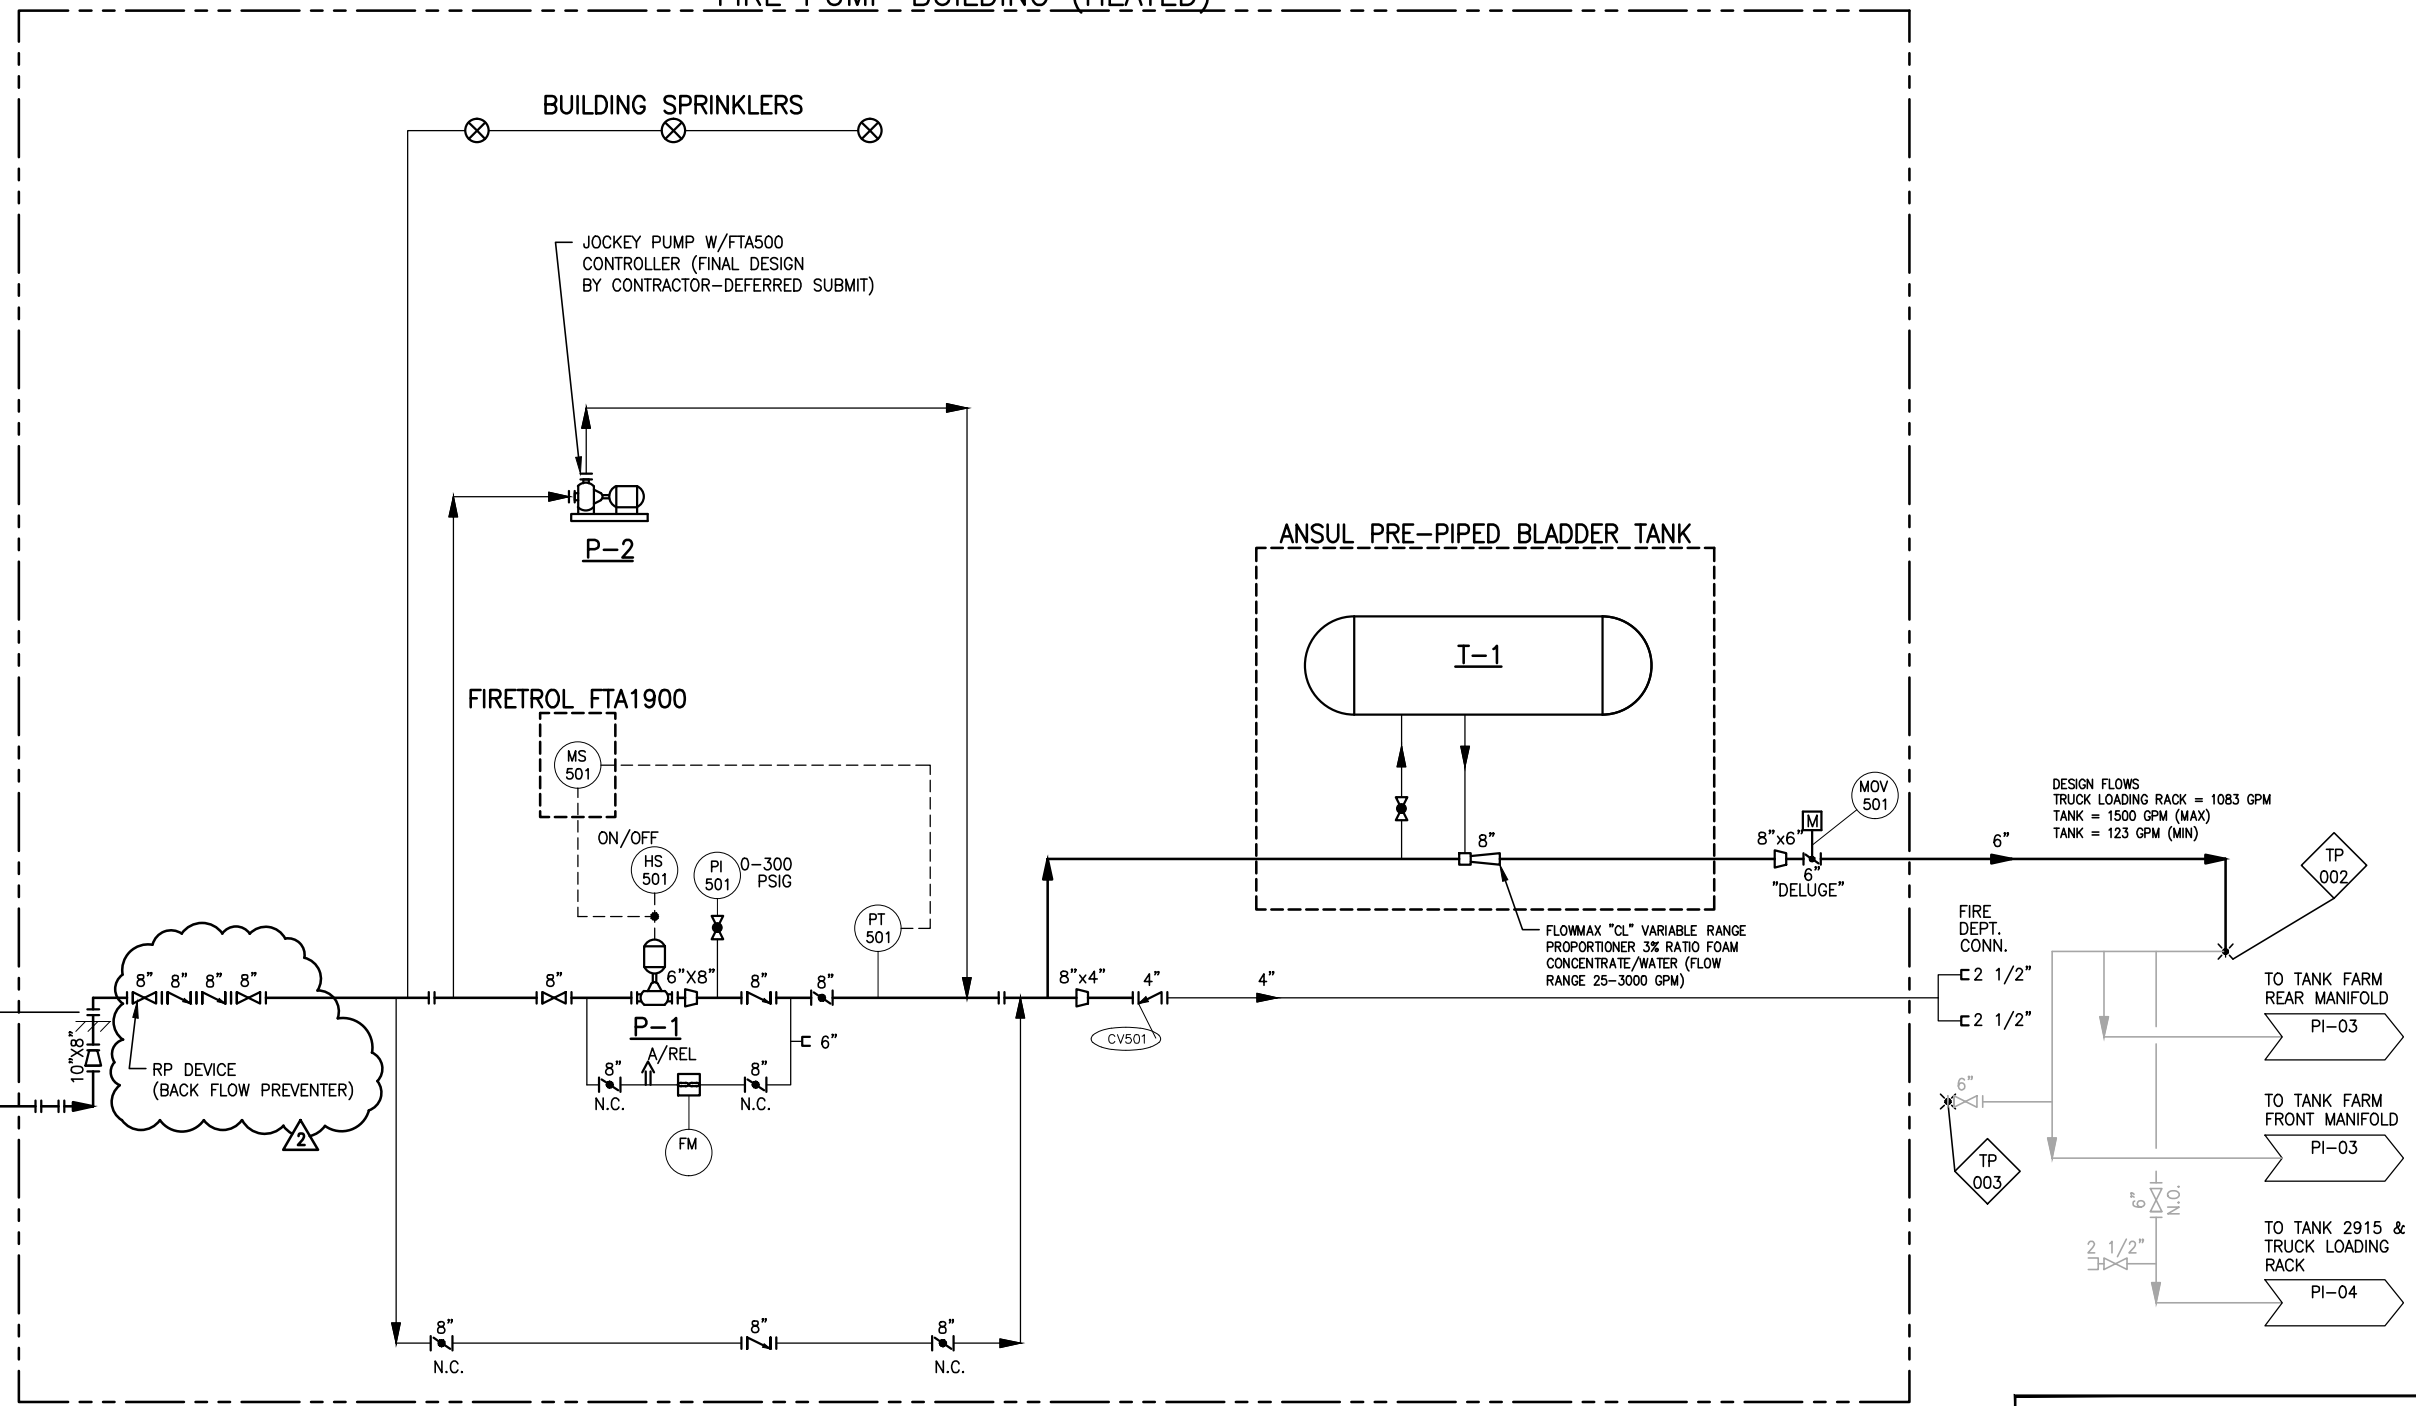 FIRE PUMP BUILDING (HEATED)
BUILDING SPRINKLERS
JOCKEY PUMP W/FTA500
CONTROLLER (FINAL DESIGN
BY CONTRACTOR-DEFERRED SUBMIT)
P-2
ANSUL PRE-PIPED BLADDER TANK
T-1
FIRETROL FTA1900
MS
501
ON/OFF
HS
501
PI
501
0-300
PSIG
PT
501
8"
8"x6"
M
MOV
501
6"
"DELUGE"
6"
DESIGN FLOWS
TRUCK LOADING RACK = 1083 GPM
TANK = 1500 GPM (MAX)
TANK = 123 GPM (MIN)
TP
002
FLOWMAX "CL" VARIABLE RANGE
PROPORTIONER 3% RATIO FOAM
CONCENTRATE/WATER (FLOW
RANGE 25-3000 GPM)
FIRE
DEPT.
CONN.
2 1/2"
2 1/2"
8"
8"
8"
8"
8"
6"X8"
8"
8"
8"x4"
4"
4"
CV501
P-1
10"X8"
RP DEVICE
(BACK FLOW PREVENTER)
2
A/REL
8"
N.C.
8"
N.C.
6"
FM
TO TANK FARM
REAR MANIFOLD
PI-03
6"
TP
003
TO TANK FARM
FRONT MANIFOLD
PI-03
6"
N.O.
2 1/2"
TO TANK 2915 &
TRUCK LOADING
RACK
PI-04
8"
N.C.
8"
8"
N.C.